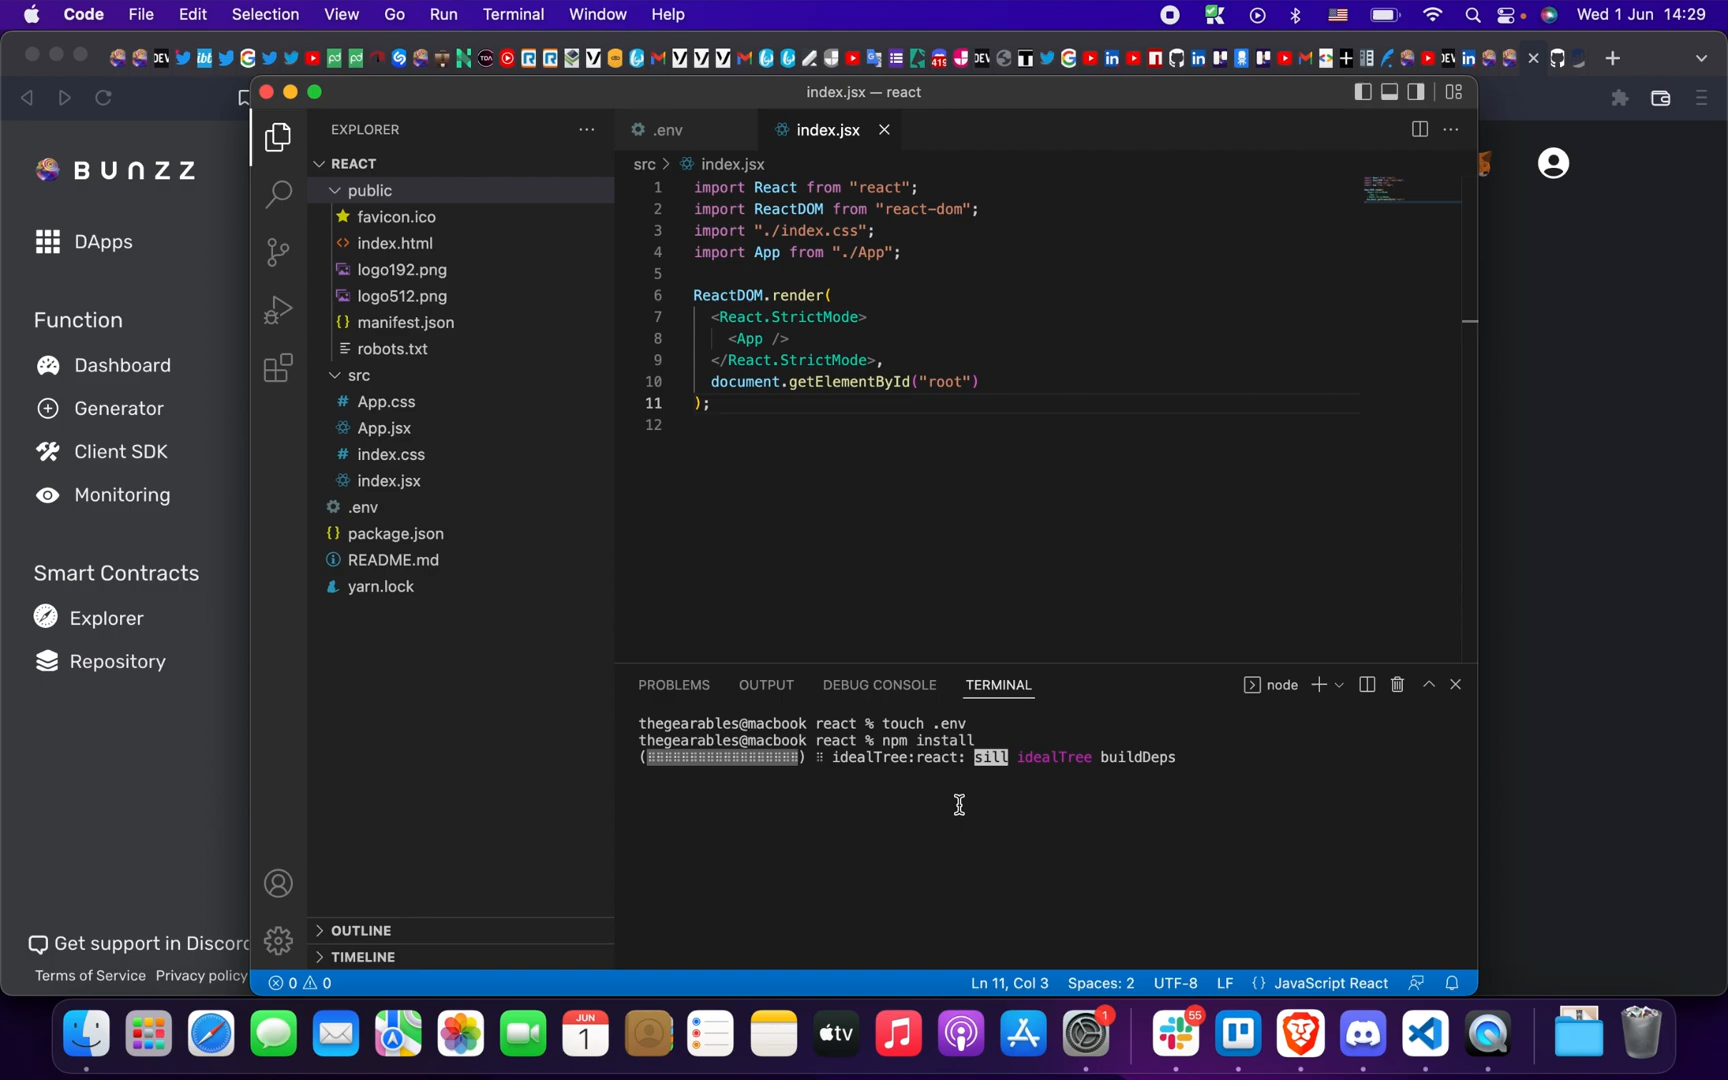 Code File Edit Selection View Go Run Terminal Window Help
Wed 1 Jun 14:29
BUNZZ
DApps
Function
Dashboard
Generator
Client SDK
Monitoring
Smart Contracts
Explorer
Repository
Get support in Discord
Terms of Service Privacy policy
index.jsx — react
EXPLORER
REACT
public
favicon.ico
index.html
logo192.png
logo512.png
manifest.json
robots.txt
src
App.css
App.jsx
index.css
index.jsx
.env
package.json
README.md
yarn.lock
OUTLINE
TIMELINE
.env
index.jsx
src > index.jsx
1 import React from "react";
2 import ReactDOM from "react-dom";
3 import "./index.css";
4 import App from "./App";
5
6 ReactDOM.render(
7 <React.StrictMode>
8 <App />
9 </React.StrictMode>,
10 document.getElementById("root")
11 );
12
PROBLEMS OUTPUT DEBUG CONSOLE TERMINAL
node
thegearables@macbook react % touch .env
thegearables@macbook react % npm install
idealTree:react: sill idealTree buildDeps
0 0
Ln 11, Col 3 Spaces: 2 UTF-8 LF {} JavaScript React
JUN
1
tv
1
55